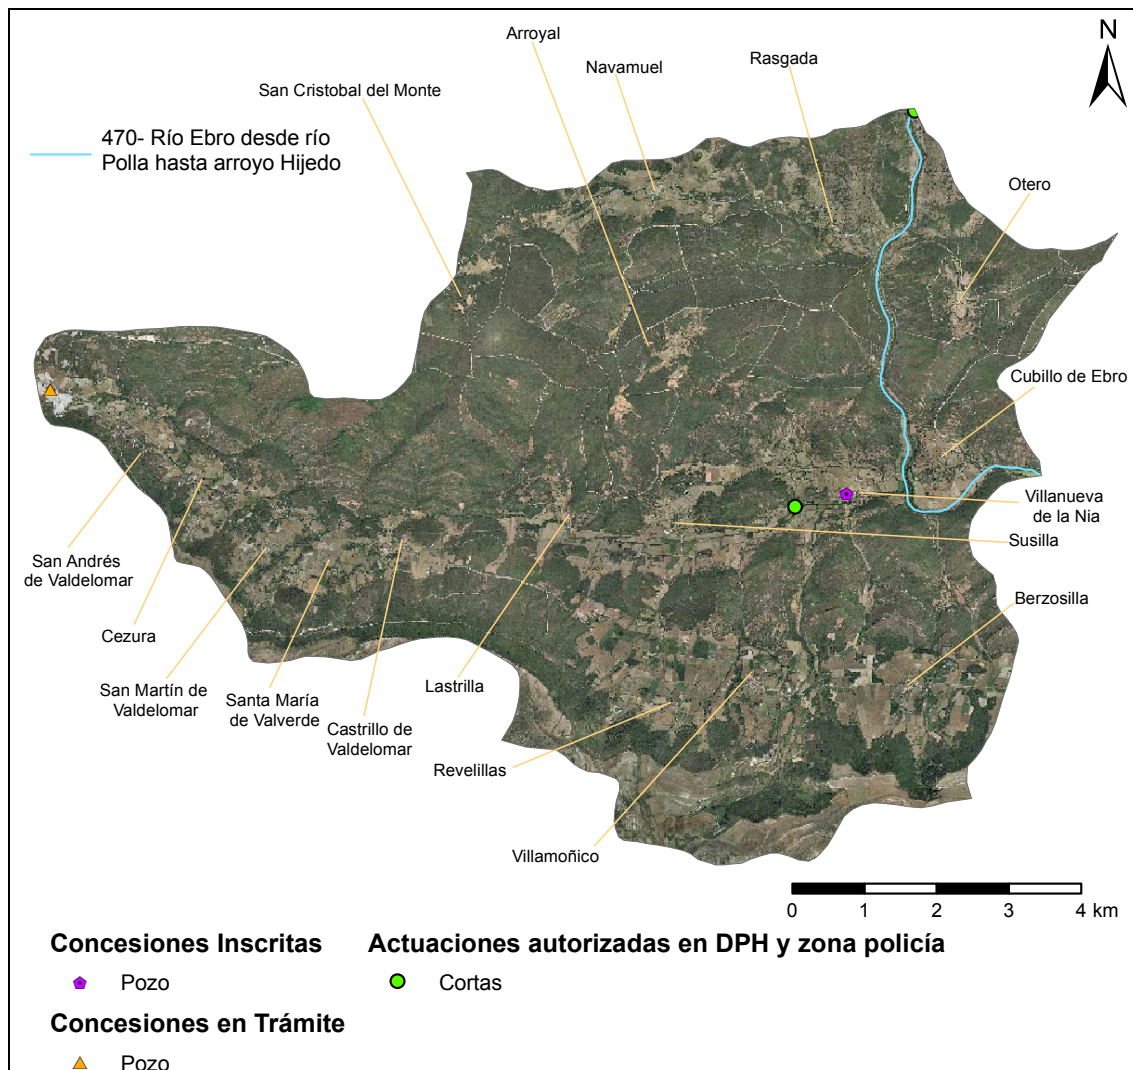 Arroyal
N
Navamuel
Rasgada
San Cristobal del Monte
470- Río Ebro desde río
Polla hasta arroyo Hijedo
Otero
Cubillo de Ebro
Villanueva
de la Nia
San Andrés
de Valdelomar
Susilla
Berzosilla
Cezura
San Martín de
Valdelomar
Santa María
de Valverde
Lastrilla
Castrillo de
Valdelomar
Revelillas
Villamoñico
0 1 2 3 4 km
Concesiones Inscritas
Pozo
Actuaciones autorizadas en DPH y zona policía
Cortas
Concesiones en Trámite
Pozo